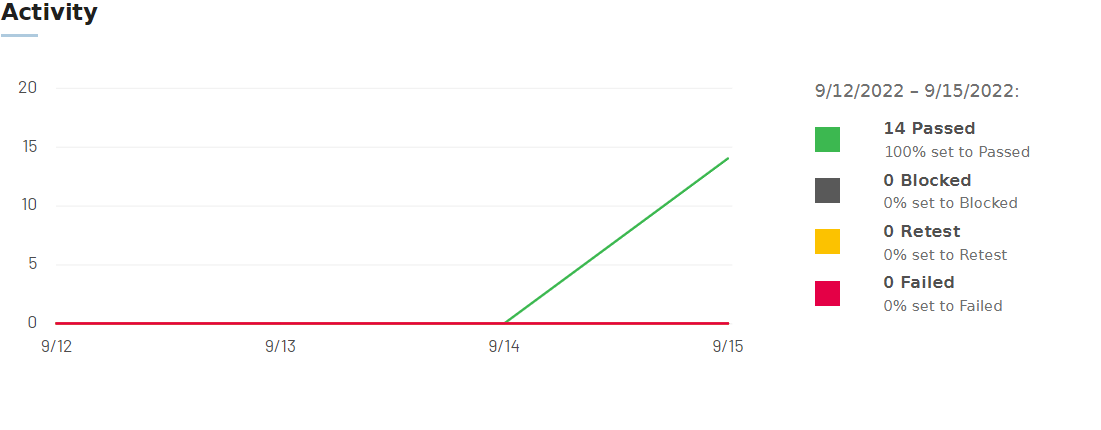 Activity
20
15
10
5
0
9/12 9/13 9/14 9/15
9/12/2022 – 9/15/2022:
14 Passed
100% set to Passed
0 Blocked
0% set to Blocked
0 Retest
0% set to Retest
0 Failed
0% set to Failed